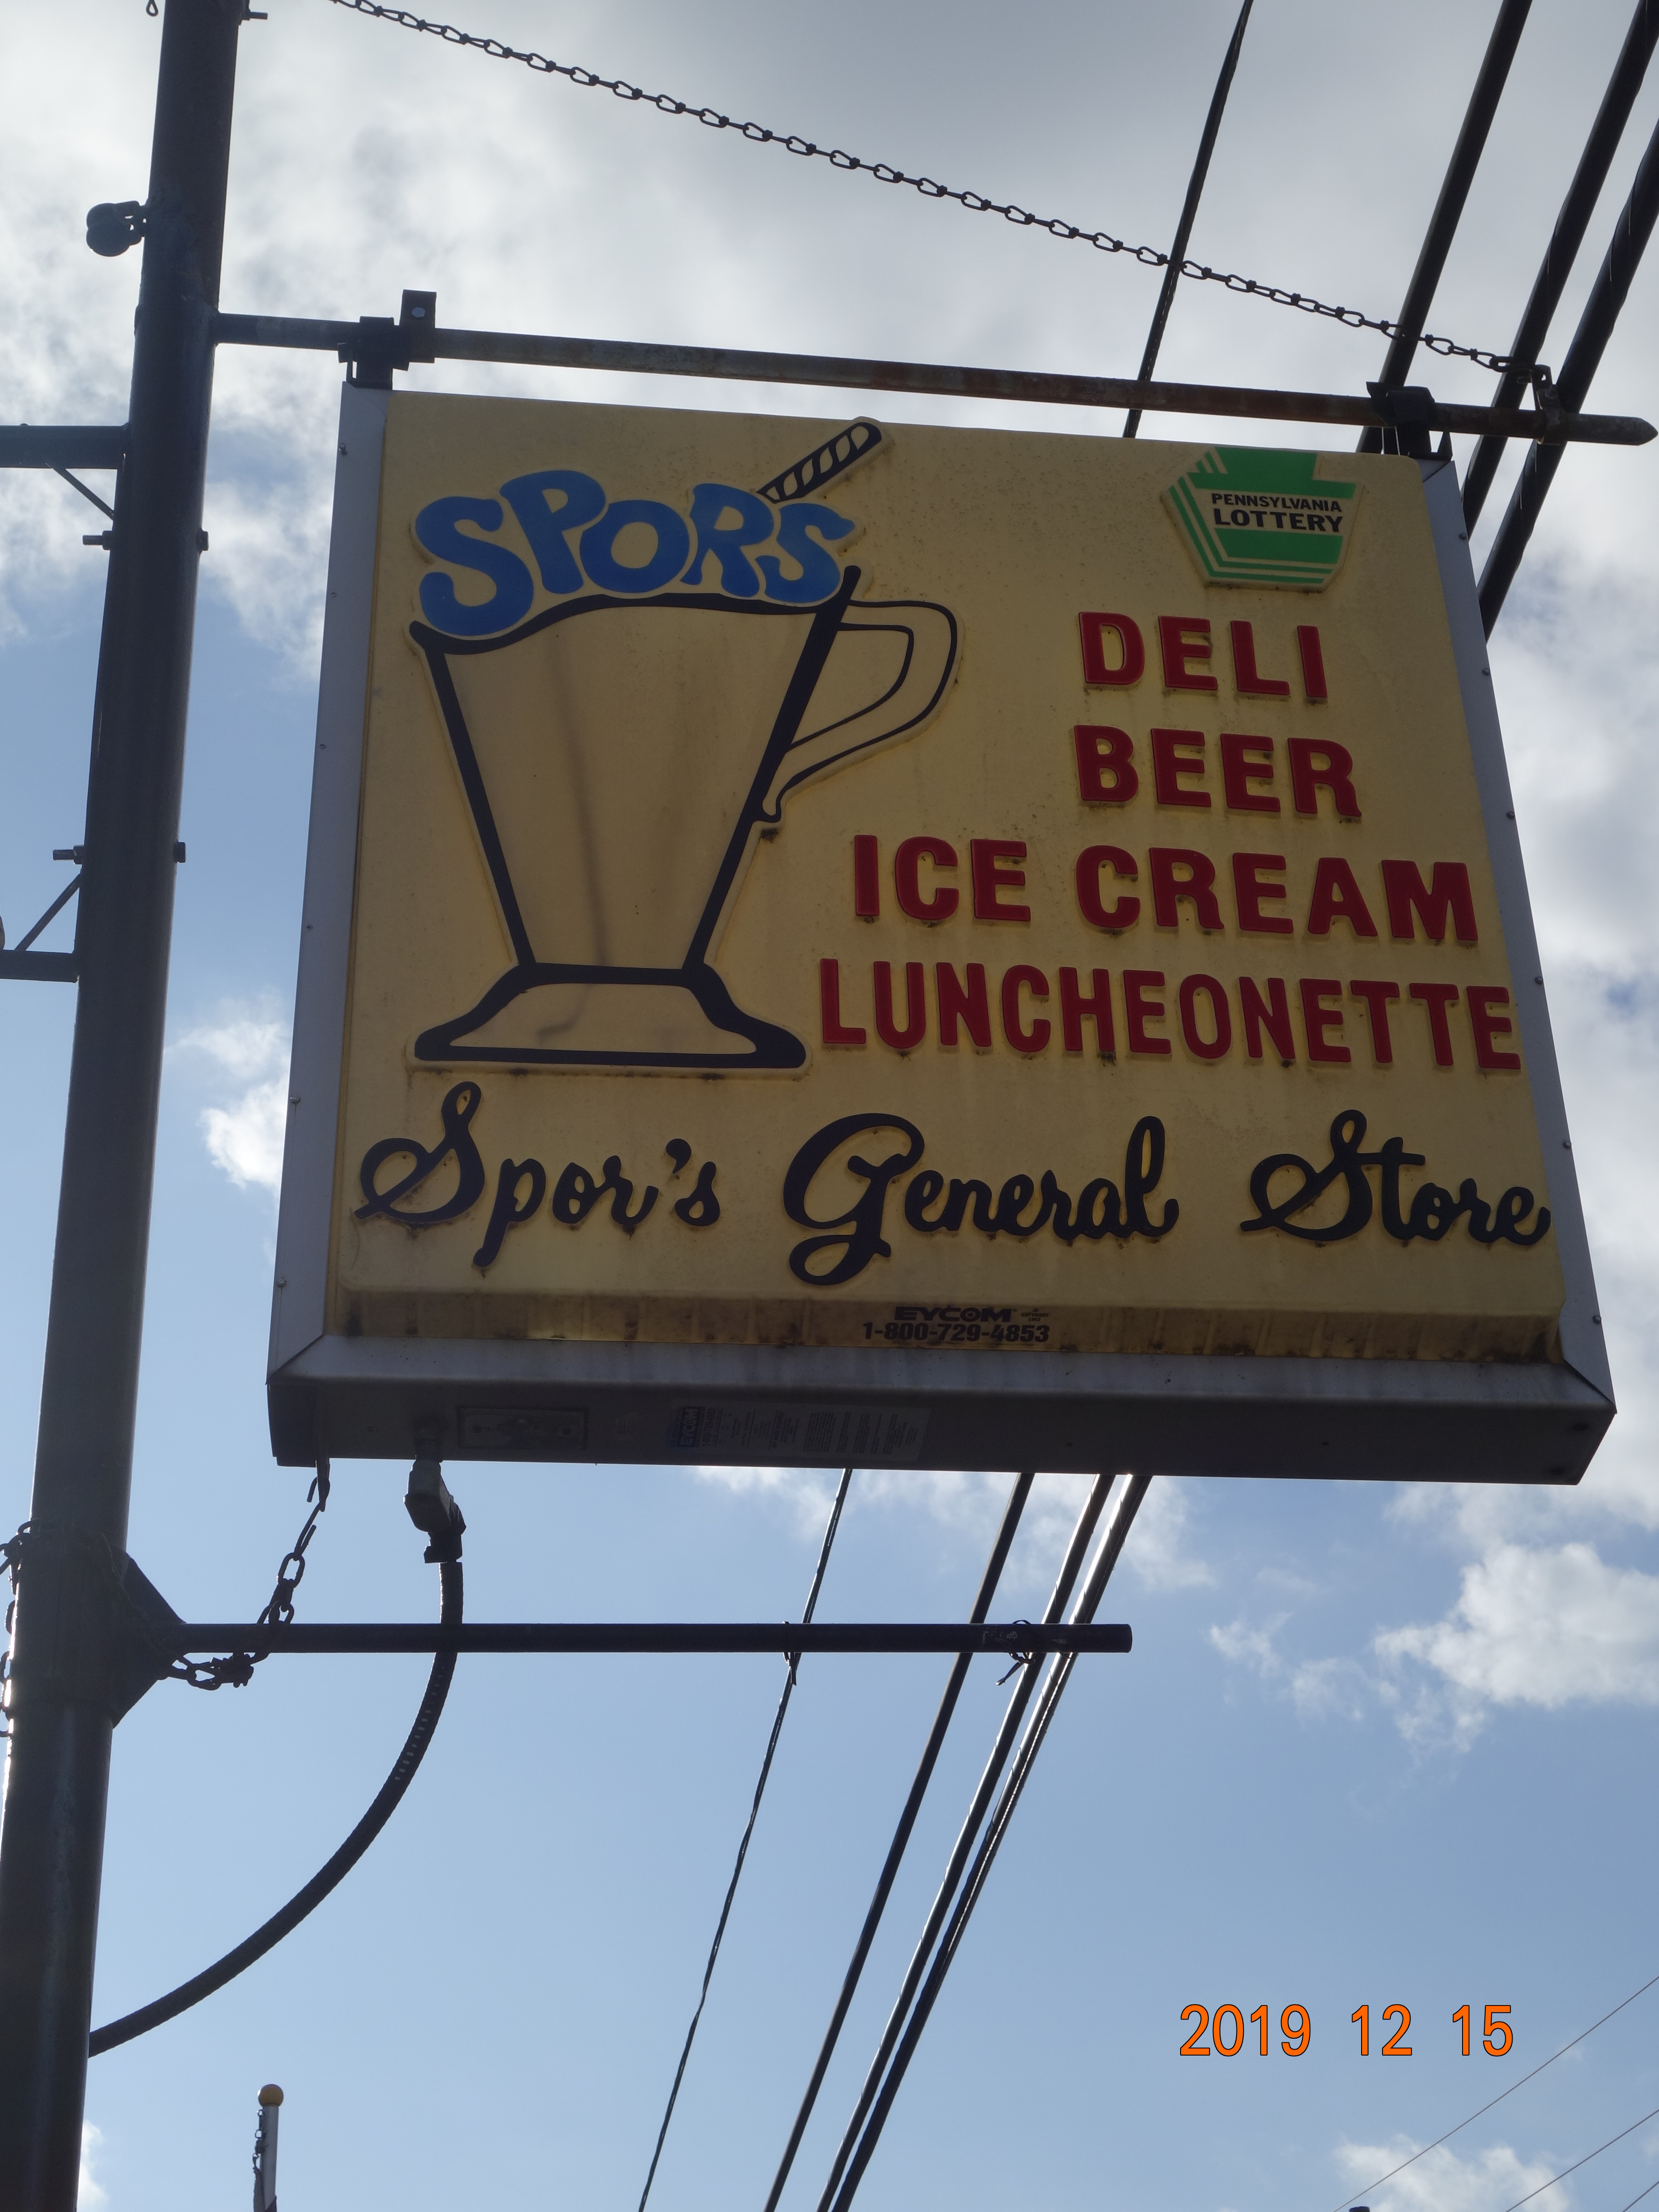 SPORS
PENNSYLVANIA
LOTTERY
DELI
BEER
ICE CREAM
LUNCHEONETTE
Spor's General Store
EYCOM
1-800-729-4853
2019 12 15